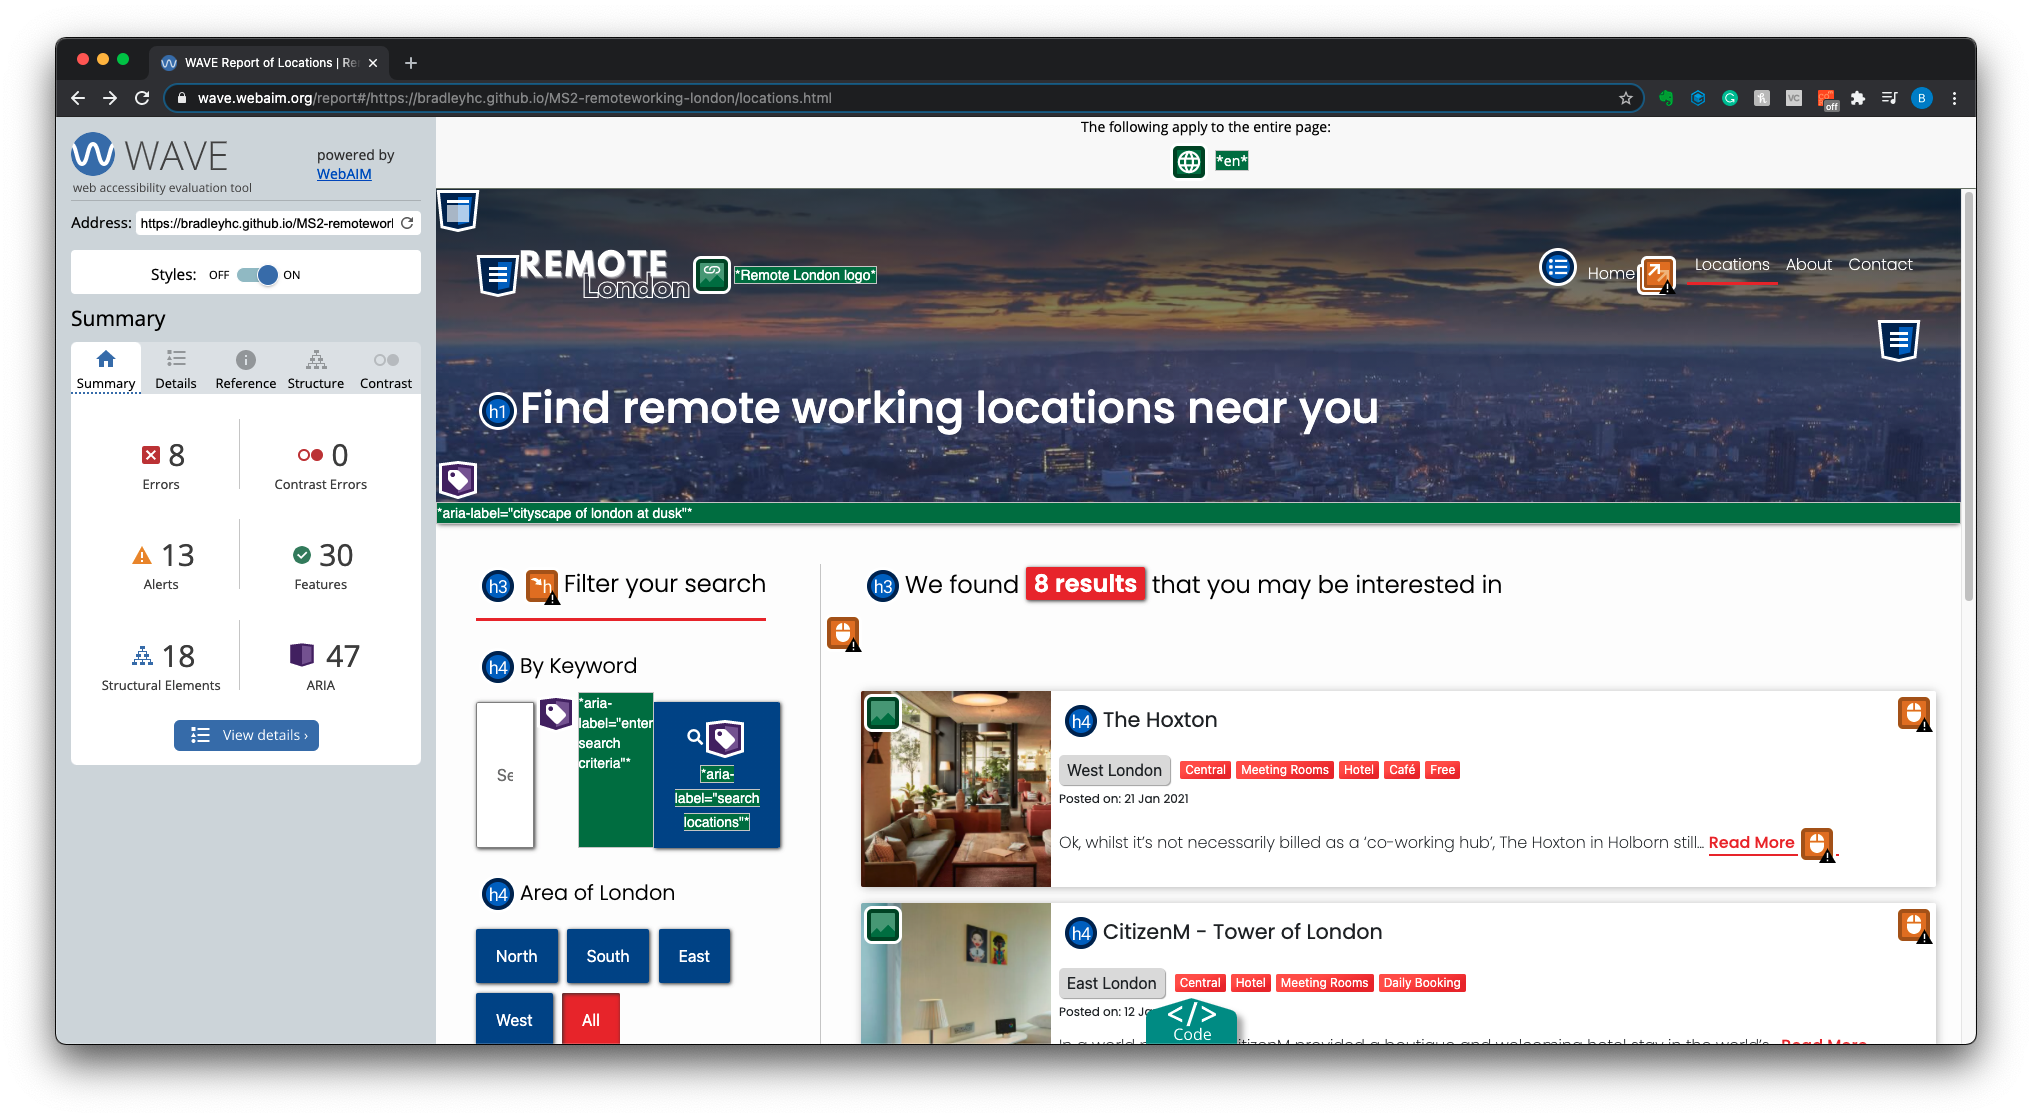 WAVE Report of Locations | Re
wave.webaim.org/report#/https://bradleyhc.github.io/MS2-remoteworking-london/locations.html
off
B
WAVE
web accessibility evaluation tool
powered by
WebAIM
Address: https://bradleyhc.github.io/MS2-remotework
Styles: OFF ON
Summary
Summary Details Reference Structure Contrast
8
Errors
0
Contrast Errors
13
Alerts
30
Features
18
Structural Elements
47
ARIA
View details ›
The following apply to the entire page:
*en*
REMOTE
London
*Remote London logo*
Home Locations About Contact
h1 Find remote working locations near you
*aria-label="cityscape of london at dusk"*
h3 h Filter your search
By Keyword
h4
Se
*aria-
label="enter
search
criteria"*
*aria-
label="search
locations"*
h4 Area of London
North South East
West All
h3 We found 8 results that you may be interested in
h4 The Hoxton
West London Central Meeting Rooms Hotel Café Free
Posted on: 21 Jan 2021
Ok, whilst it's not necessarily billed as a 'co-working hub', The Hoxton in Holborn still... Read More
h4 CitizenM - Tower of London
East London Central Hotel Meeting Rooms Daily Booking
Posted on: 12 Ja
</>
Code